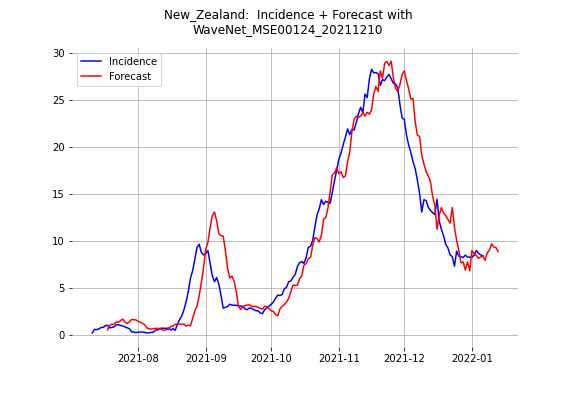 New_Zealand:  Incidence + Forecast with
WaveNet_MSE00124_20211210
Incidence
Forecast
30
25
20
15
10
5
0
2021-08 2021-09 2021-10 2021-11 2021-12 2022-01